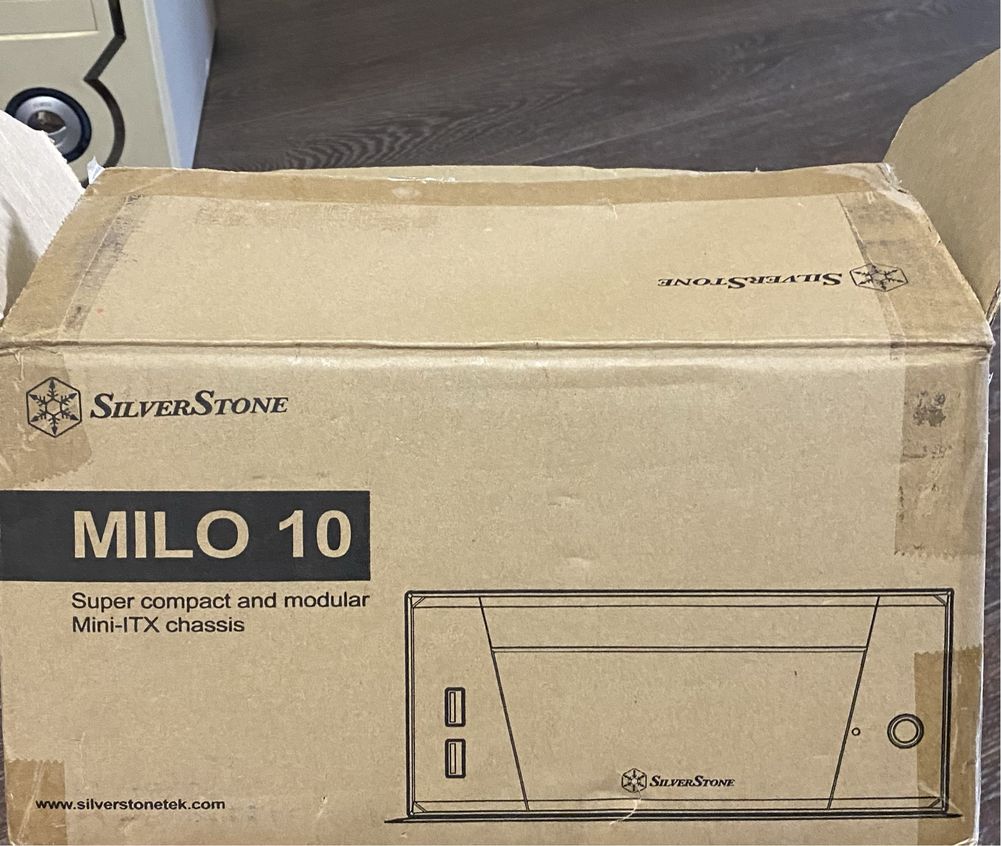 SILVERSTONE
SILVERSTONE
MILO 10
Super compact and modular
Mini-ITX chassis
SILVERSTONE
www.silverstonetek.com